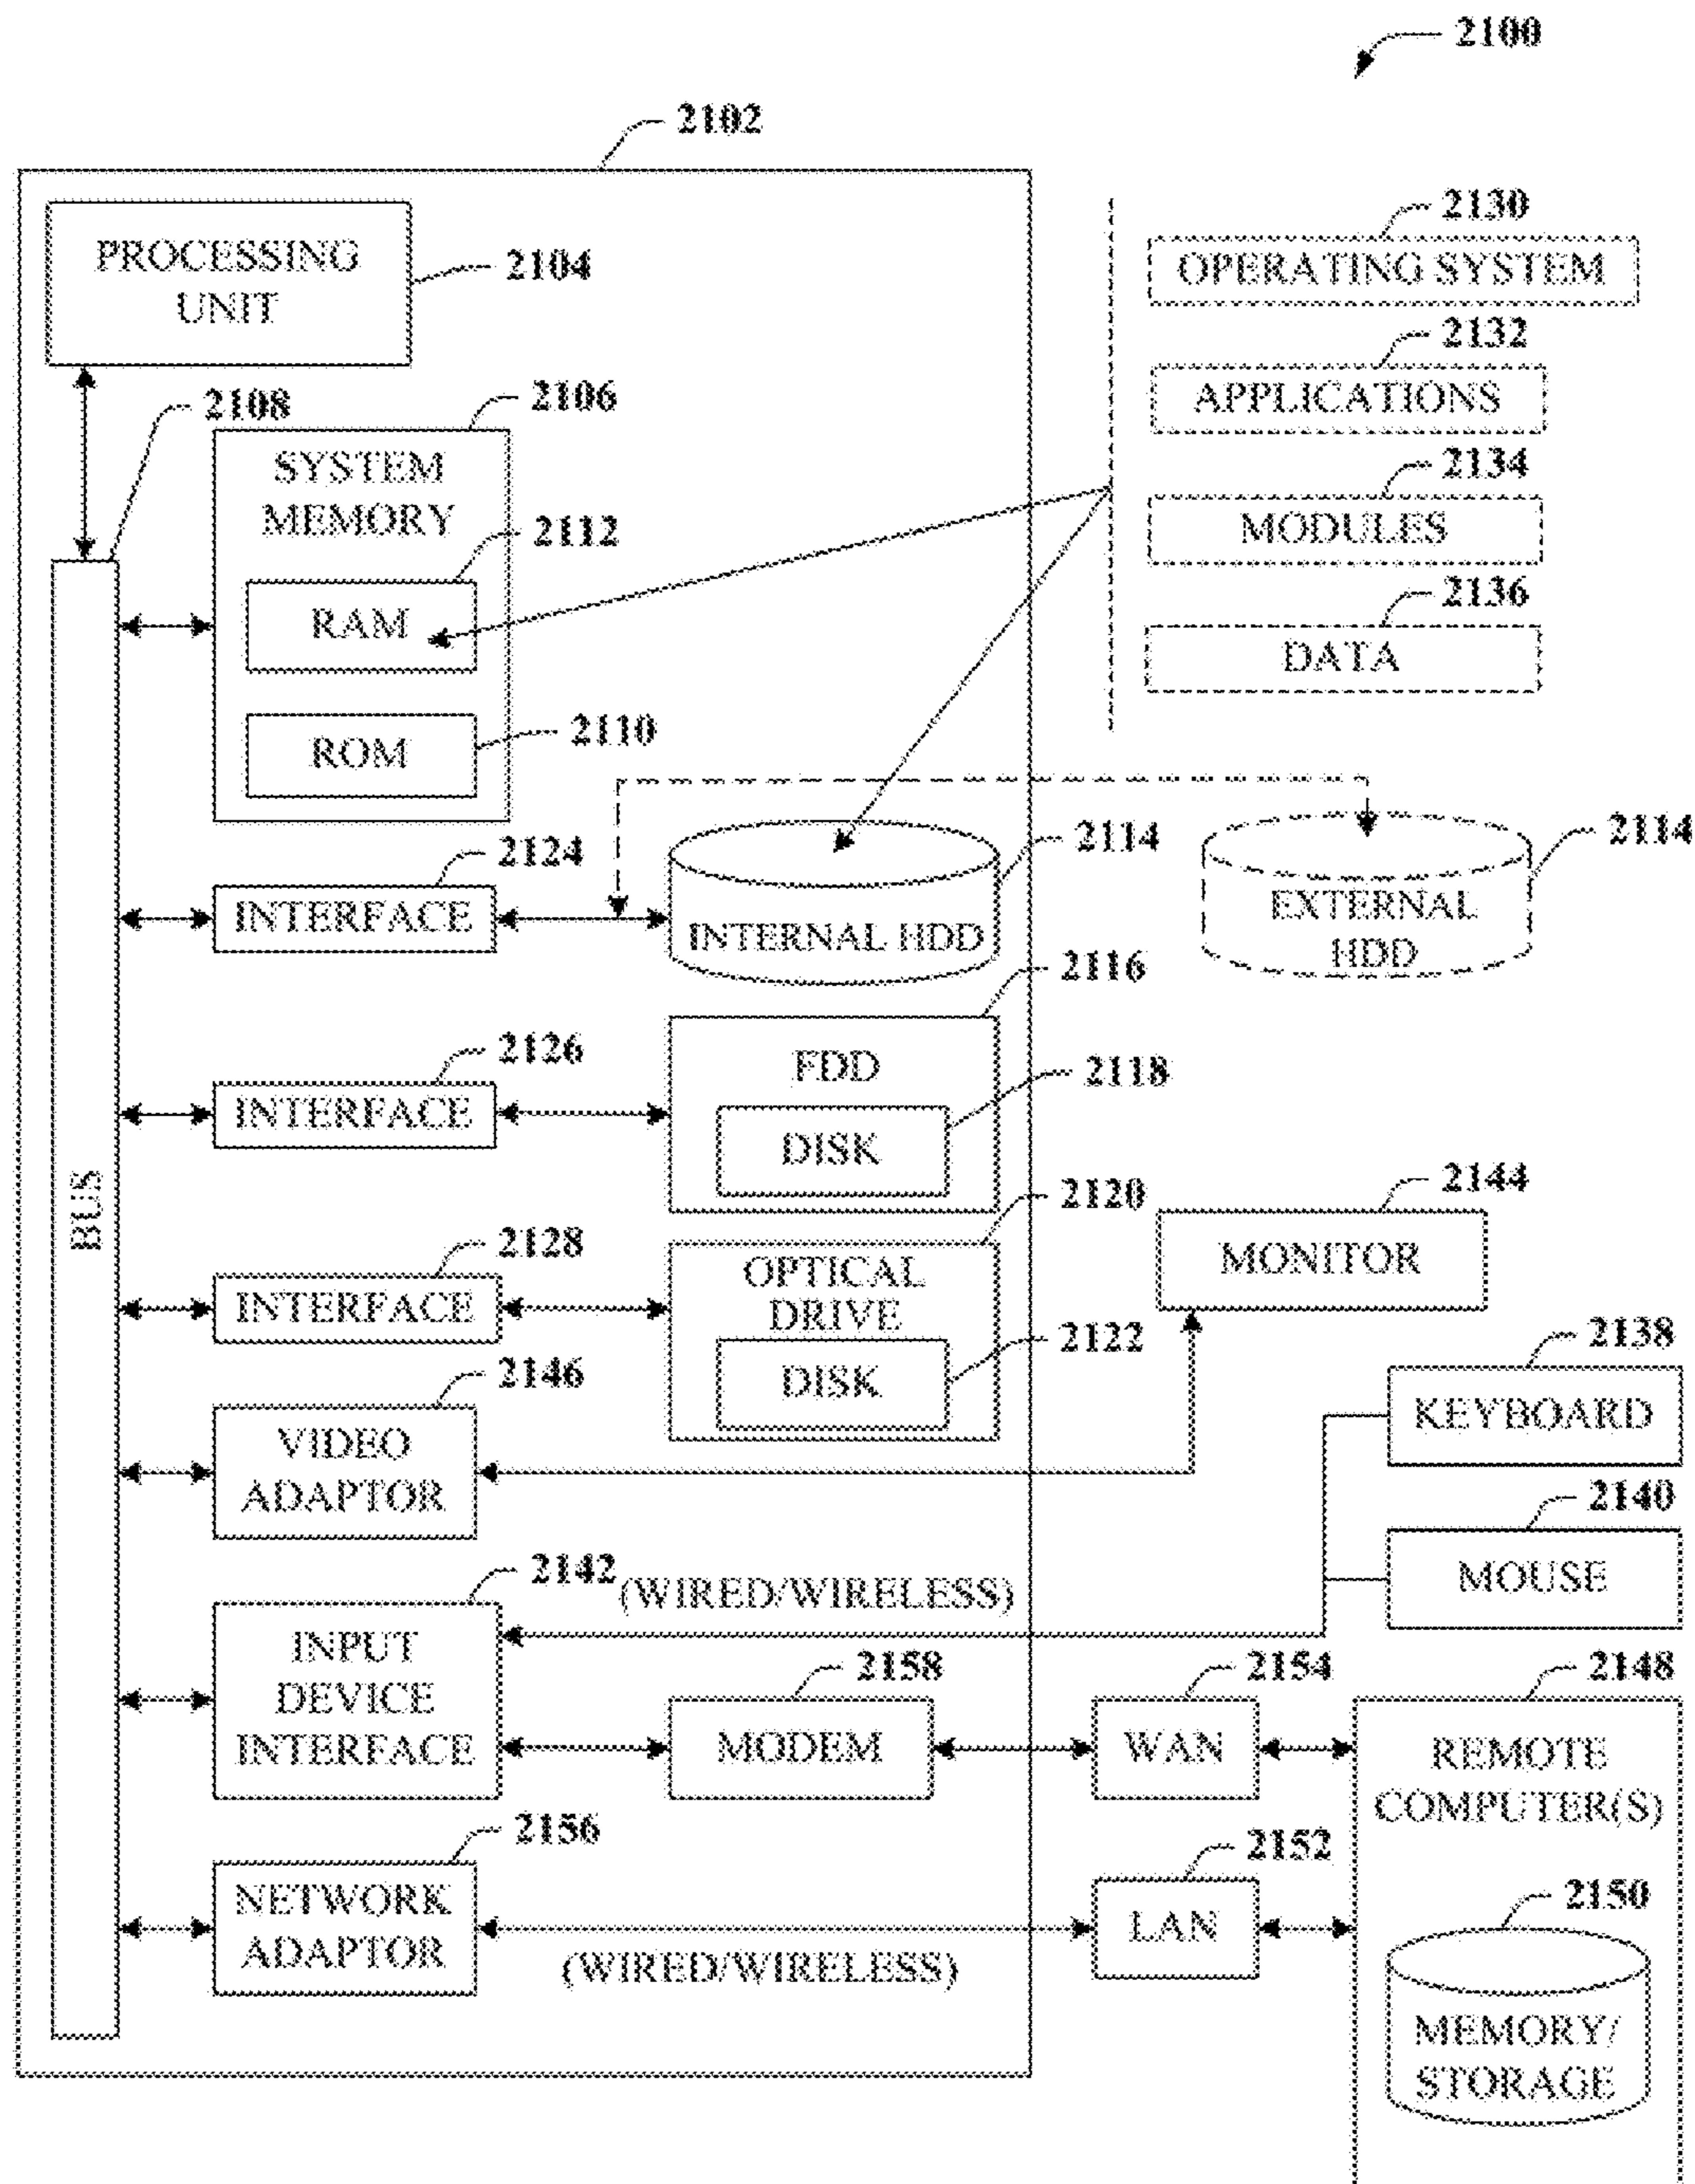 2100
2102
PROCESSING
UNIT
2104
2130
OPERATING SYSTEM
2132
APPLICATIONS
2134
MODULES
2136
DATA
2108
2106
SYSTEM
MEMORY
2112
RAM
2110
ROM
BUS
2124
INTERFACE
2114
INTERNAL HDD
2114
EXTERNAL
HDD
2126
INTERFACE
2116
FDD
2118
DISK
2128
INTERFACE
2120
OPTICAL
DRIVE
2122
DISK
2144
MONITOR
2146
VIDEO
ADAPTOR
2138
KEYBOARD
2140
MOUSE
2142
(WIRED/WIRELESS)
INPUT
DEVICE
INTERFACE
2158
MODEM
2154
WAN
2148
REMOTE
COMPUTER(S)
2156
NETWORK
ADAPTOR
(WIRED/WIRELESS)
2152
LAN
2150
MEMORY/
STORAGE